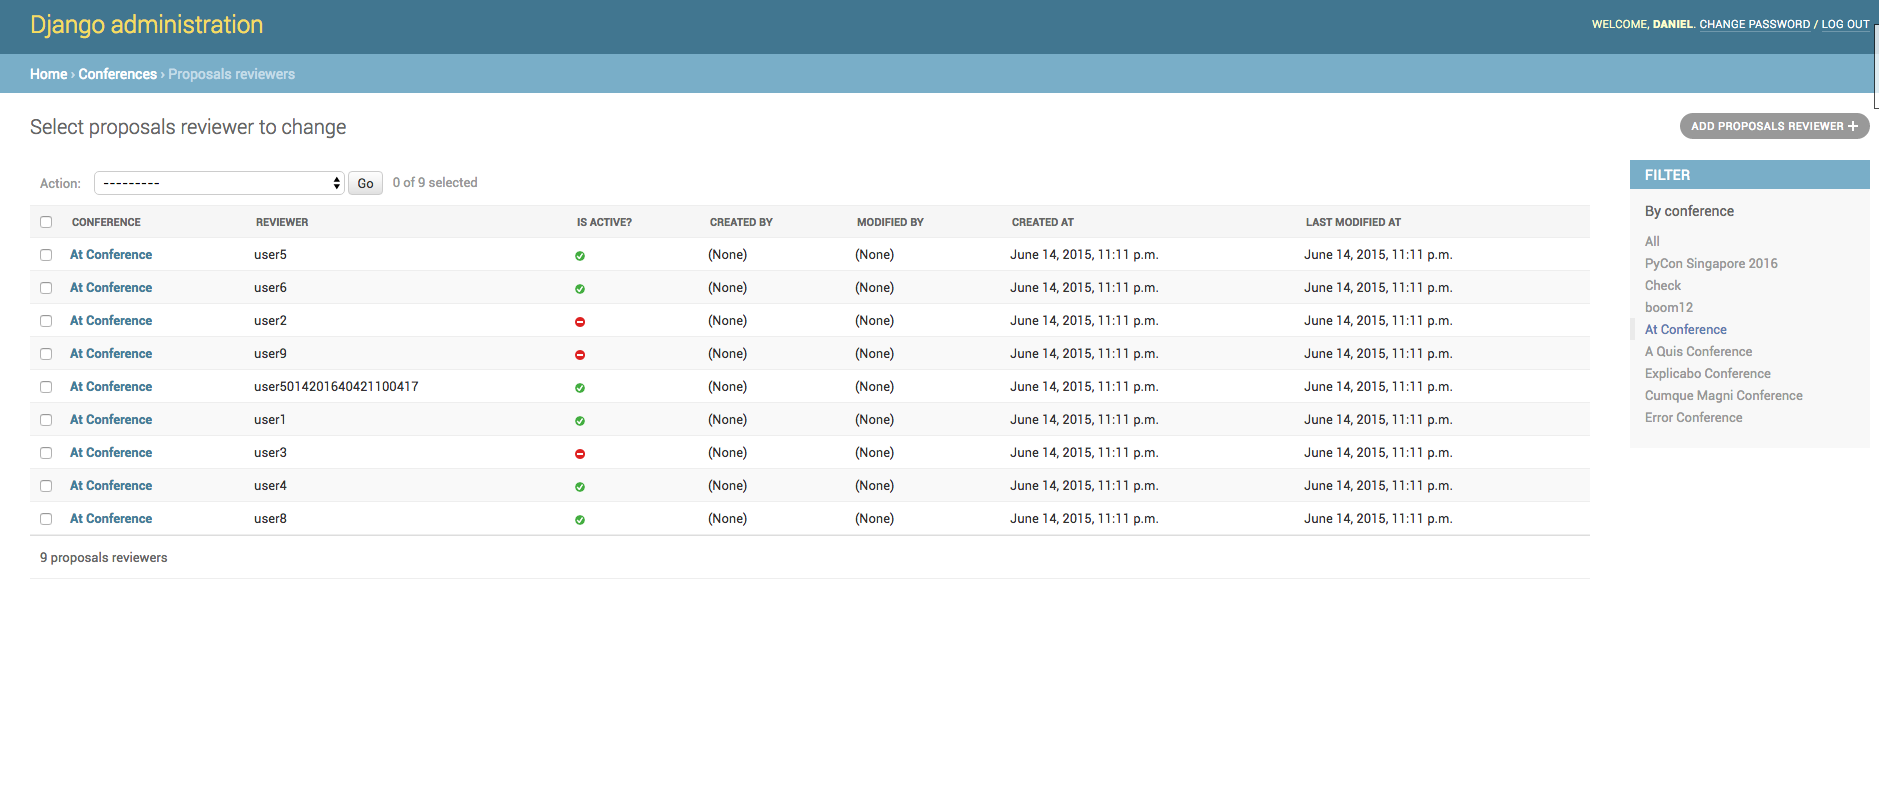 Django administration
WELCOME, DANIEL. CHANGE PASSWORD / LOG OUT
Home › Conferences › Proposals reviewers
Select proposals reviewer to change
ADD PROPOSALS REVIEWER +
Action: --------- Go 0 of 9 selected
CONFERENCE REVIEWER IS ACTIVE? CREATED BY MODIFIED BY CREATED AT LAST MODIFIED AT
At Conference user5 (None) (None) June 14, 2015, 11:11 p.m. June 14, 2015, 11:11 p.m.
At Conference user6 (None) (None) June 14, 2015, 11:11 p.m. June 14, 2015, 11:11 p.m.
At Conference user2 (None) (None) June 14, 2015, 11:11 p.m. June 14, 2015, 11:11 p.m.
At Conference user9 (None) (None) June 14, 2015, 11:11 p.m. June 14, 2015, 11:11 p.m.
At Conference user5014201640421100417 (None) (None) June 14, 2015, 11:11 p.m. June 14, 2015, 11:11 p.m.
At Conference user1 (None) (None) June 14, 2015, 11:11 p.m. June 14, 2015, 11:11 p.m.
At Conference user3 (None) (None) June 14, 2015, 11:11 p.m. June 14, 2015, 11:11 p.m.
At Conference user4 (None) (None) June 14, 2015, 11:11 p.m. June 14, 2015, 11:11 p.m.
At Conference user8 (None) (None) June 14, 2015, 11:11 p.m. June 14, 2015, 11:11 p.m.
9 proposals reviewers
FILTER
By conference
All
PyCon Singapore 2016
Check
boom12
At Conference
A Quis Conference
Explicabo Conference
Cumque Magni Conference
Error Conference